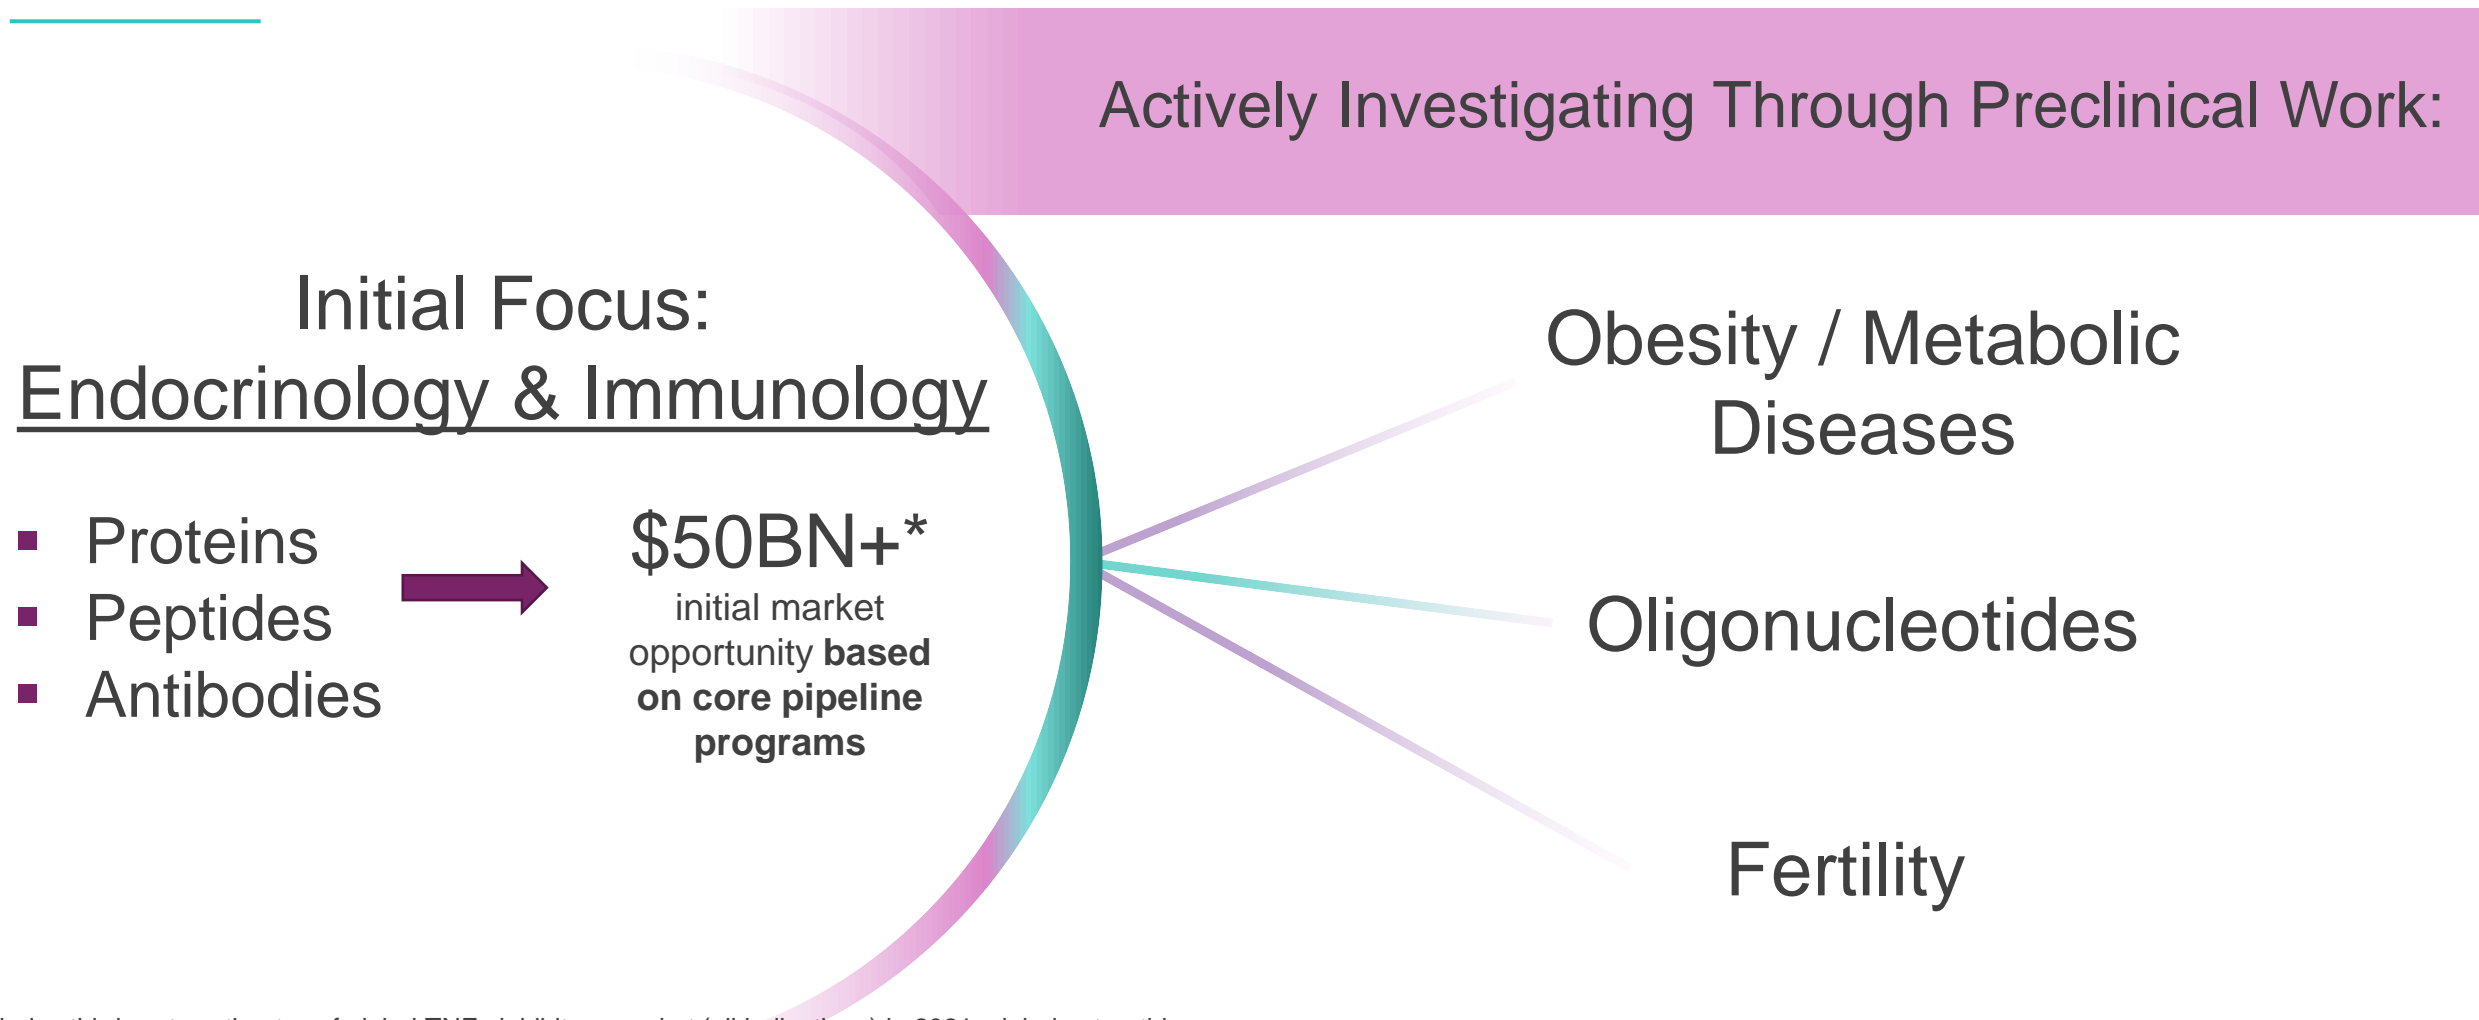 Actively Investigating Through Preclinical Work:
Initial Focus:
Endocrinology & Immunology
▪ Proteins
▪ Peptides
▪ Antibodies
$50BN+*
initial market
opportunity based
on core pipeline
programs
Obesity / Metabolic
Diseases
Oligonucleotides
Fertility